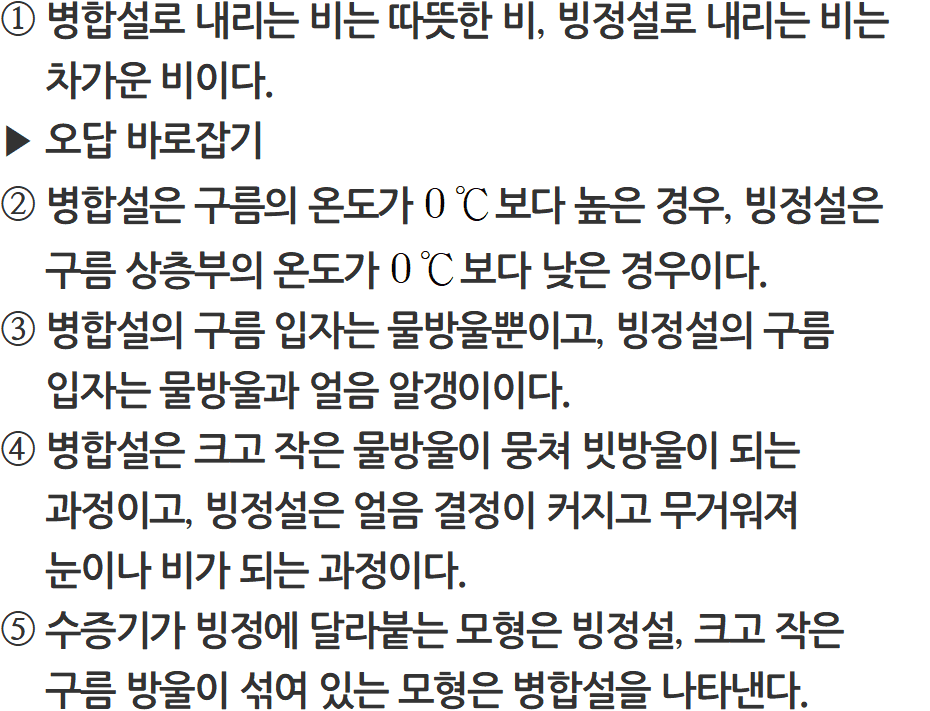 ① 병합설로 내리는 비는 따뜻한 비, 빙정설로 내리는 비는
차가운 비이다.
▶ 오답 바로잡기
② 병합설은 구름의 온도가 0 ℃보다 높은 경우, 빙정설은
구름 상층부의 온도가 0 ℃보다 낮은 경우이다.
③ 병합설의 구름 입자는 물방울뿐이고, 빙정설의 구름
입자는 물방울과 얼음 알갱이이다.
④ 병합설은 크고 작은 물방울이 뭉쳐 빗방울이 되는
과정이고, 빙정설은 얼음 결정이 커지고 무거워져
눈이나 비가 되는 과정이다.
⑤ 수증기가 빙정에 달라붙는 모형은 빙정설, 크고 작은
구름 방울이 섞여 있는 모형은 병합설을 나타낸다.